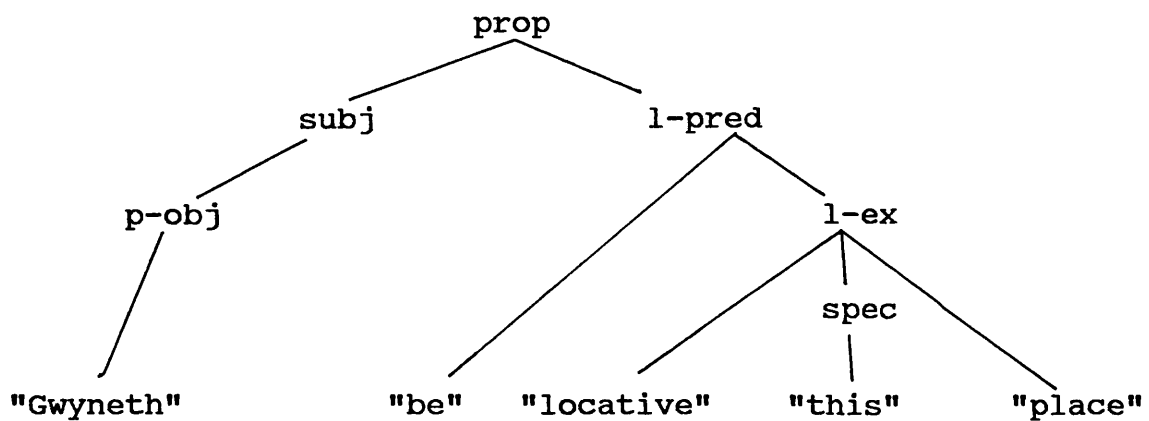 prop
subj l-pred
p-obj l-ex
spec
"Gwyneth" "be" "locative" "this" "place"